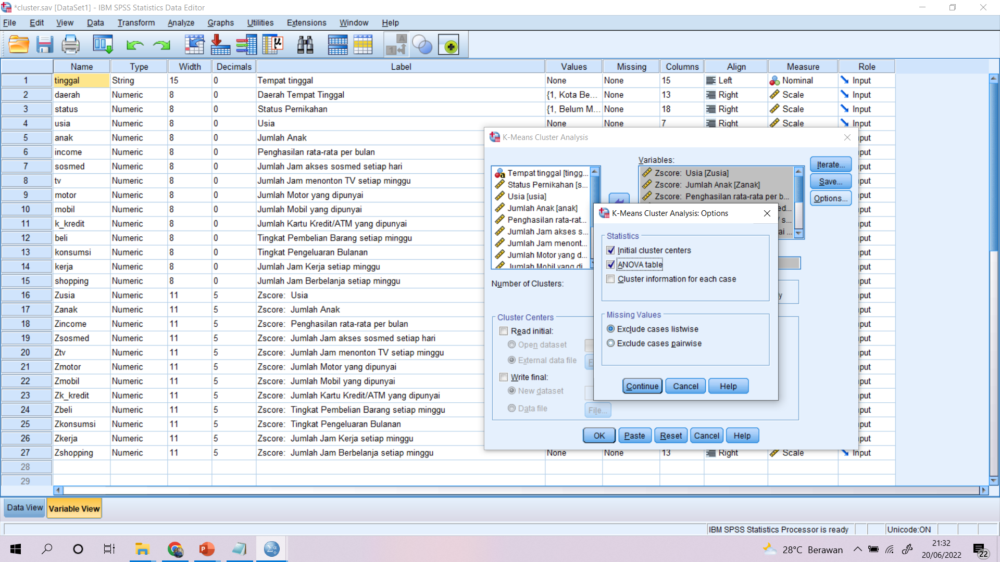 *cluster.sav [DataSet1] - IBM SPSS Statistics Data Editor
File Edit View Data Transform Analyze Graphs Utilities Extensions Window Help
Name Type Width Decimals Label Values Missing Columns Align Measure Role
1 tinggal String 15 0 Tempat tinggal None None 15 Left Nominal Input
2 daerah Numeric 8 0 Daerah Tempat Tinggal {1, Kota Be... None 13 Right Scale Input
3 status Numeric 8 0 Status Pernikahan {1, Belum M... None 18 Right Scale Input
4 usia Numeric 8 0 Usia None None 7 Right Scale Input
5 anak Numeric 8 0 Jumlah Anak put
6 income Numeric 8 0 Penghasilan rata-rata per bulan put
7 sosmed Numeric 8 0 Jumlah Jam akses sosmed setiap hari put
8 tv Numeric 8 0 Jumlah Jam menonton TV setiap minggu put
9 motor Numeric 8 0 Jumlah Motor yang dipunyai put
10 mobil Numeric 8 0 Jumlah Mobil yang dipunyai put
11 k_kredit Numeric 8 0 Jumlah Kartu Kredit/ATM yang dipunyai put
12 beli Numeric 8 0 Tingkat Pembelian Barang setiap minggu put
13 konsumsi Numeric 8 0 Tingkat Pengeluaran Bulanan put
14 kerja Numeric 8 0 Jumlah Jam Kerja setiap minggu put
15 shopping Numeric 8 0 Jumlah Jam Berbelanja setiap minggu put
16 Zusia Numeric 11 5 Zscore: Usia put
17 Zanak Numeric 11 5 Zscore: Jumlah Anak put
18 Zincome Numeric 11 5 Zscore: Penghasilan rata-rata per bulan put
19 Zsosmed Numeric 11 5 Zscore: Jumlah Jam akses sosmed setiap hari put
20 Ztv Numeric 11 5 Zscore: Jumlah Jam menonton TV setiap minggu put
21 Zmotor Numeric 11 5 Zscore: Jumlah Motor yang dipunyai put
22 Zmobil Numeric 11 5 Zscore: Jumlah Mobil yang dipunyai put
23 Zk_kredit Numeric 11 5 Zscore: Jumlah Kartu Kredit/ATM yang dipunyai put
24 Zbeli Numeric 11 5 Zscore: Tingkat Pembelian Barang setiap minggu put
25 Zkonsumsi Numeric 11 5 Zscore: Tingkat Pengeluaran Bulanan put
26 Zkerja Numeric 11 5 Zscore: Jumlah Jam Kerja setiap minggu put
27 Zshopping Numeric 11 5 Zscore: Jumlah Jam Berbelanja setiap minggu None None 13 Right Scale Input
28
29
K-Means Cluster Analysis
Variables:
Tempat tinggal [tingg...
Status Pernikahan [s...
Usia [usia]
Jumlah Anak [anak]
Penghasilan rata-rat...
Jumlah Jam akses s...
Jumlah Jam menont...
Jumlah Motor yang d...
Jumlah Mobil yang di...
Zscore: Usia [Zusia]
Zscore: Jumlah Anak [Zanak]
Zscore: Penghasilan rata-rata per b...
ed...
s...
ai ...
Iterate...
Save...
Options...
Number of Clusters:
y
Cluster Centers
Read initial:
Open dataset
External data file
F
Write final:
New dataset
Data file
File...
OK Paste Reset Cancel Help
K-Means Cluster Analysis: Options
Statistics
Initial cluster centers
ANOVA table
Cluster information for each case
Missing Values
Exclude cases listwise
Exclude cases pairwise
Continue Cancel Help
Data View Variable View
IBM SPSS Statistics Processor is ready Unicode:ON
28°C Berawan
21:32
20/06/2022
22